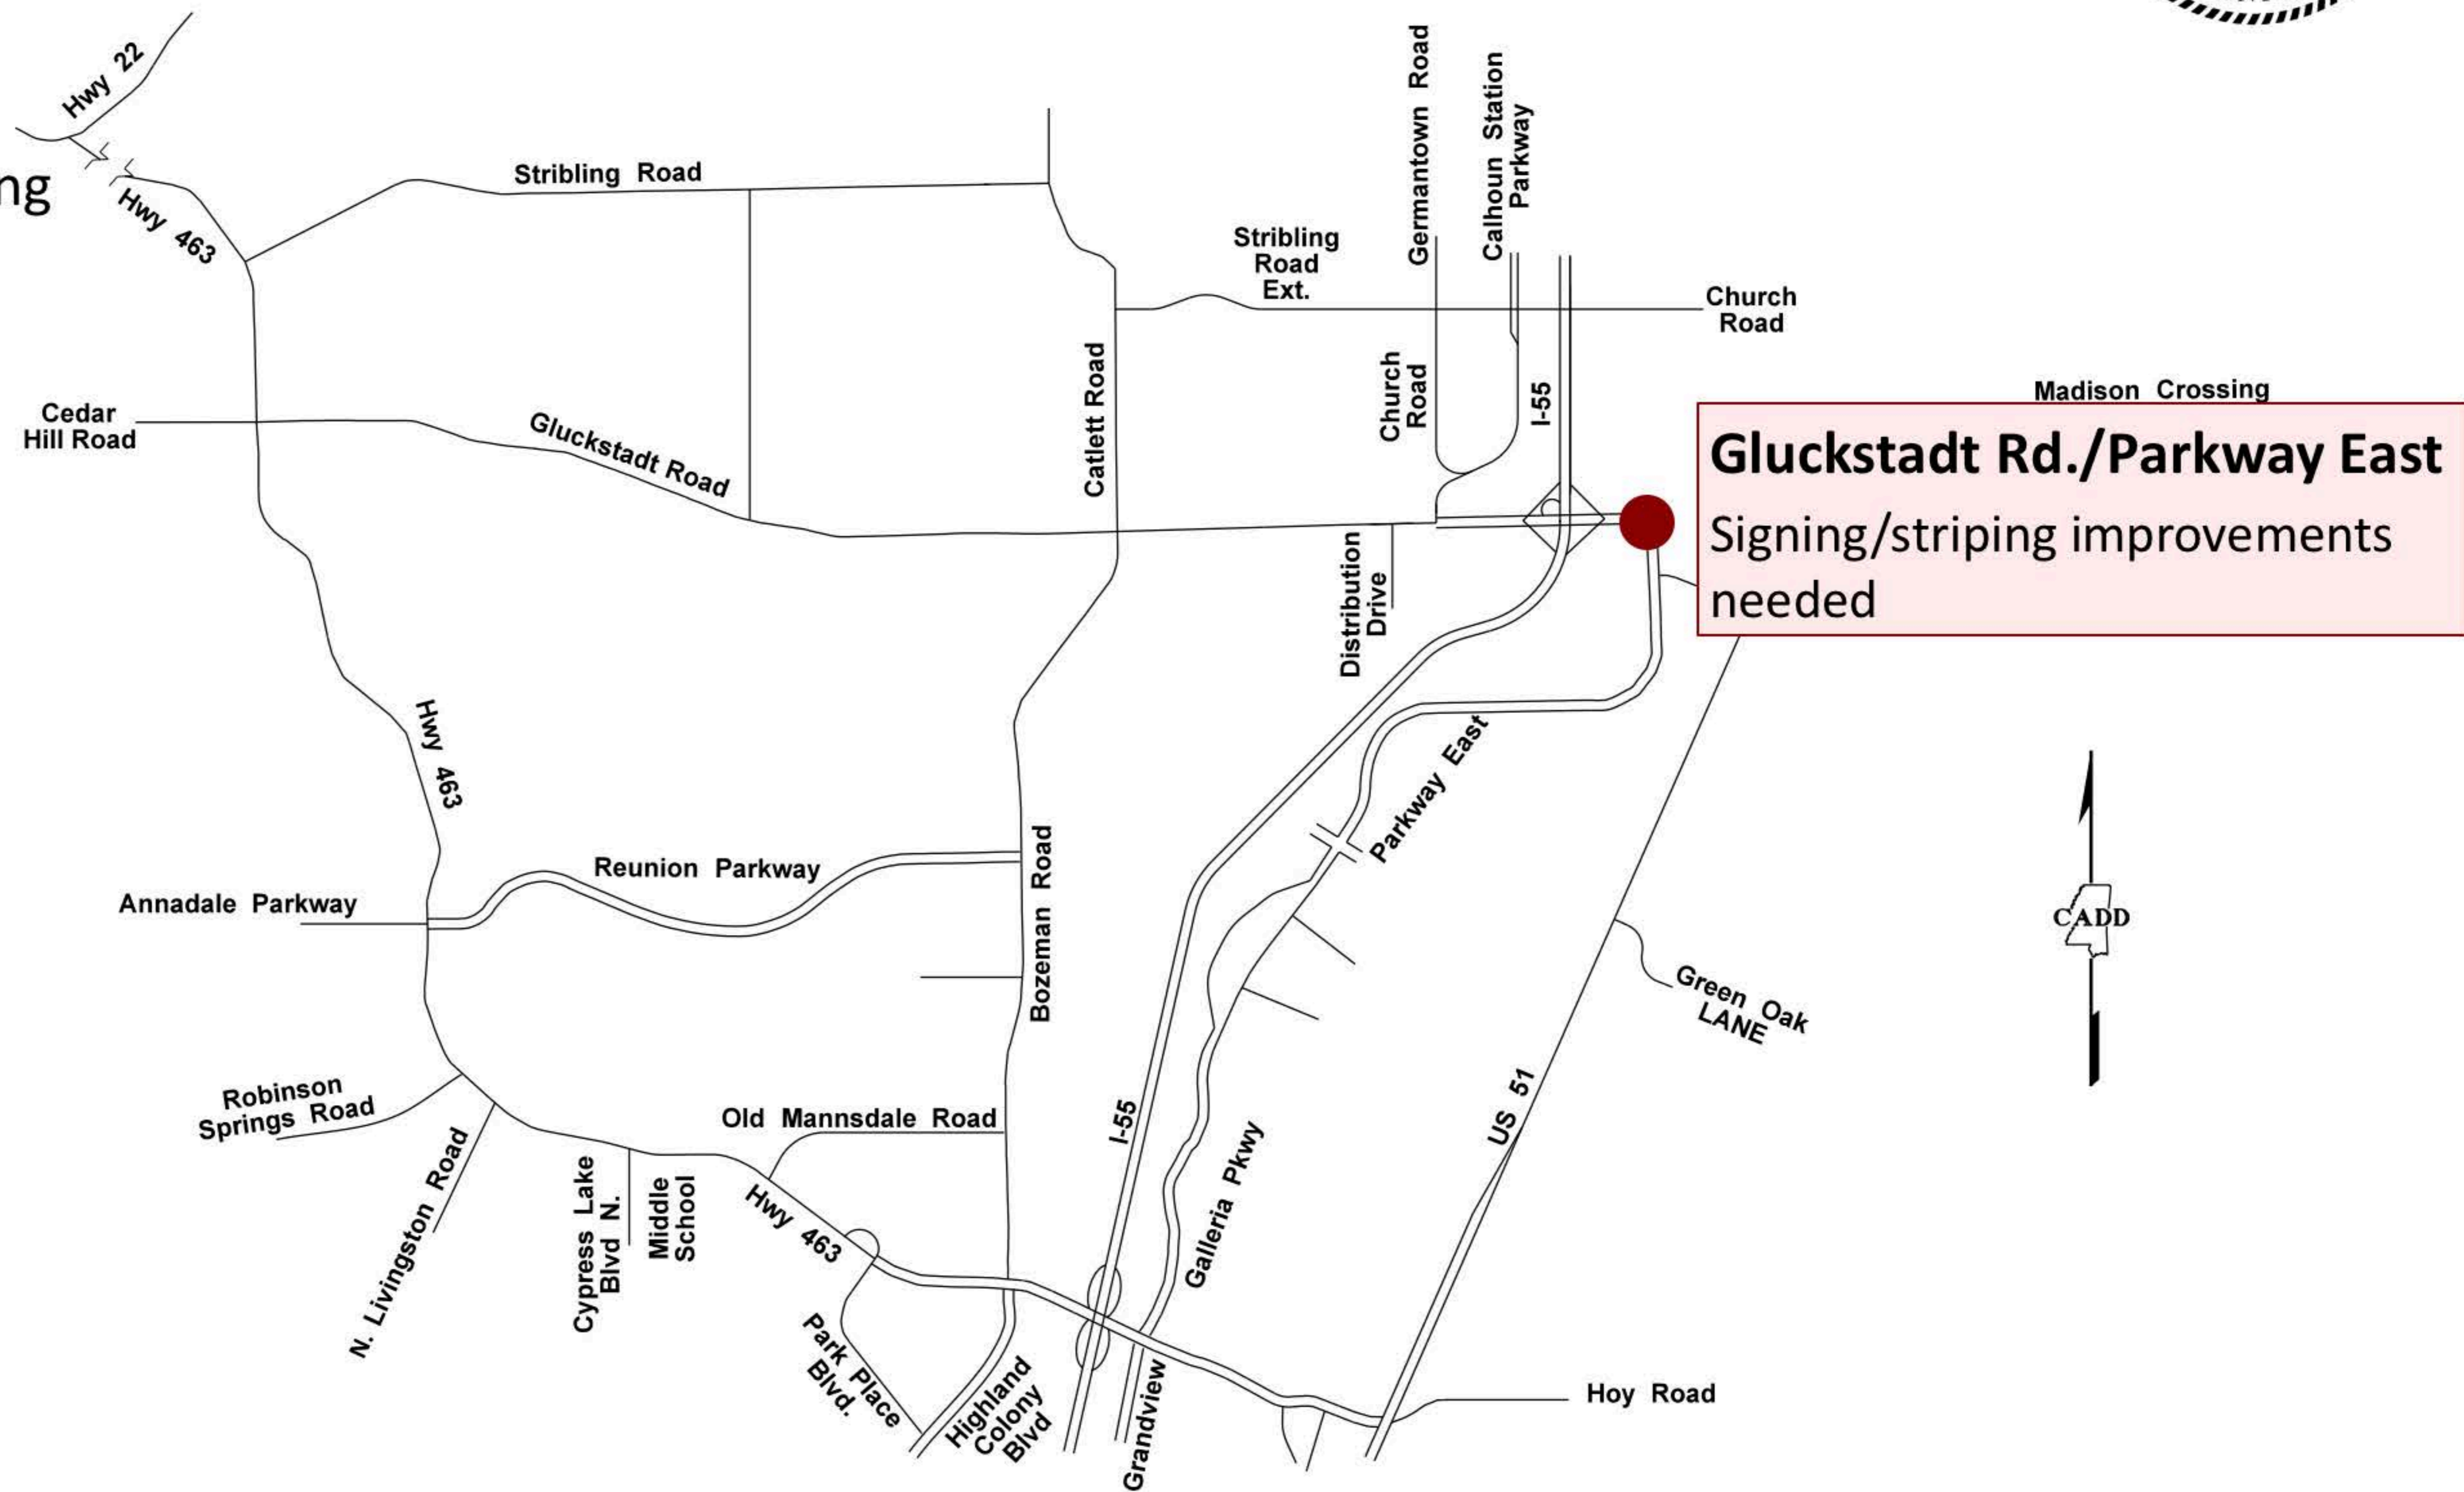 Hwy 22
ng
Hwy 463
Stribling Road
Stribling
Road
Ext.
Germantown Road
Calhoun Station
Parkway
Church
Road
Cedar
Hill Road
Gluckstadt Road
Catlett Road
Church
Road
I-55
Madison Crossing
Gluckstadt Rd./Parkway East
Signing/striping improvements
needed
Distribution
Drive
Hwy 463
Parkway East
Reunion Parkway
Annadale Parkway
Bozeman Road
CADD
Green Oak
LANE
Robinson
Springs Road
Old Mannsdale Road
I-55
US 51
N. Livingston Road
Cypress Lake
Blvd N.
Middle
School
Hwy 463
Galleria Pkwy
Park Place
Blvd.
Highland
Colony
Blvd
Grandview
Hoy Road